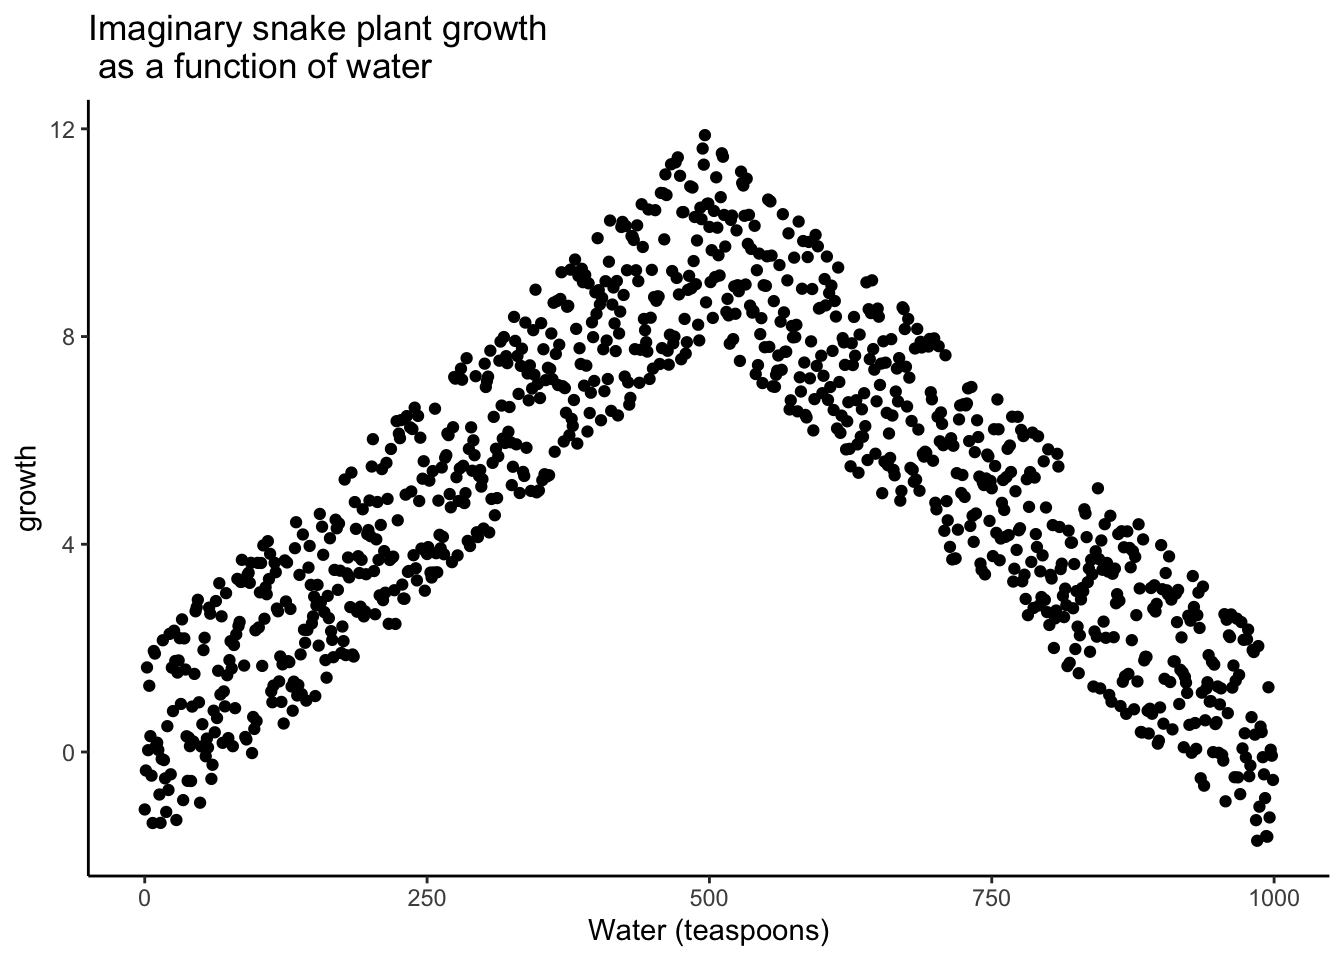 Imaginary snake plant growth
as a function of water
12
8
4
0
growth
0 250 500 750 1000
Water (teaspoons)